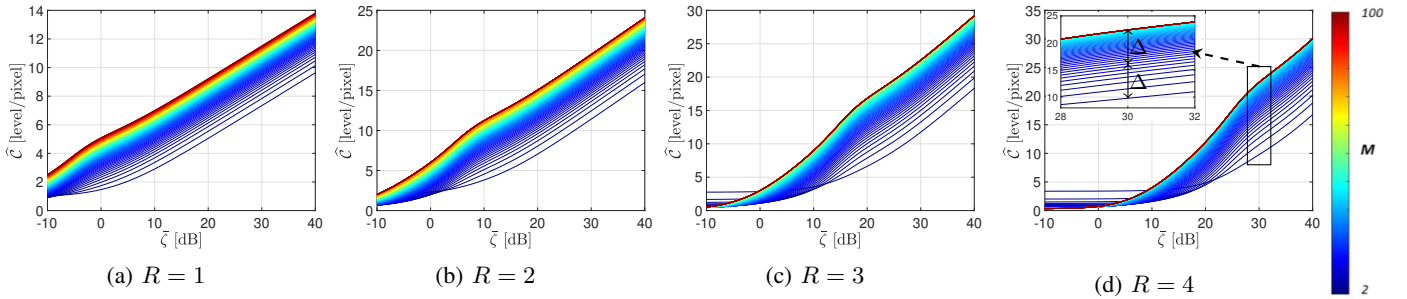 14
12
10
8
6
4
2
0
Ĉ [level/pixel]
-10 0 10 20 30 40
ζ̄ [dB]
(a) R = 1
25
20
15
10
5
0
Ĉ [level/pixel]
-10 0 10 20 30 40
ζ̄ [dB]
(b) R = 2
30
25
20
15
10
5
0
Ĉ [level/pixel]
-10 0 10 20 30 40
ζ̄ [dB]
(c) R = 3
35
30
25
20
15
10
5
0
Ĉ [level/pixel]
25
20
15
10
28 30 32
Δ
Δ
-10 0 10 20 30 40
ζ̄ [dB]
(d) R = 4
100
M
2